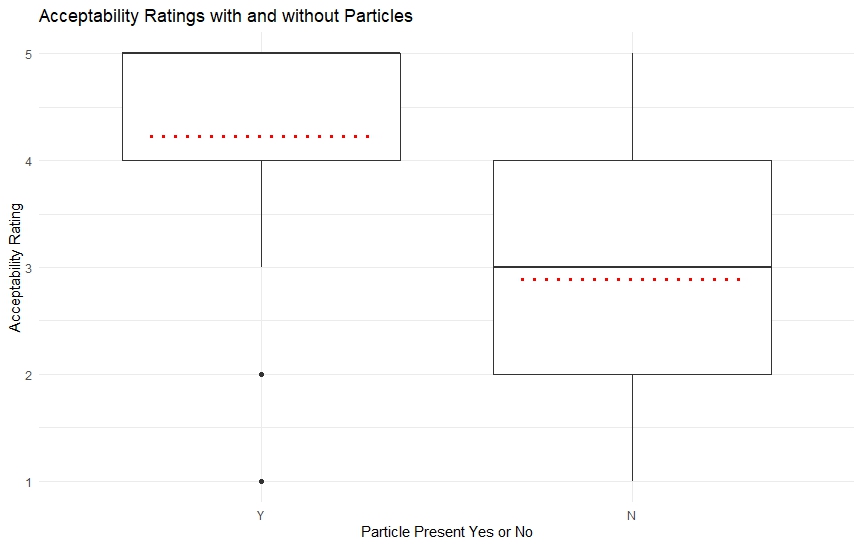 Acceptability Ratings with and without Particles
Acceptability Rating
5
4
3
2
1
Y N
Particle Present Yes or No